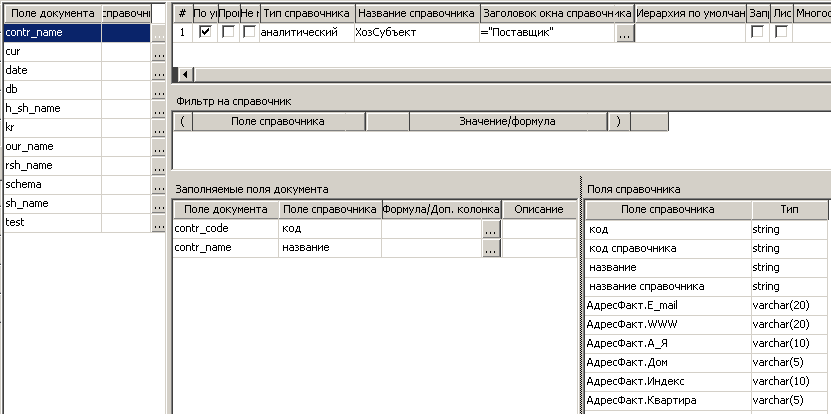 Поле документа справочни
contr_name
cur ...
date ...
db ...
h_sh_name ...
kr ...
our_name ...
rsh_name ...
schema ...
sh_name ...
test ...
# По у Про Не Тип справочника Название справочника Заголовок окна справочника Иерархия по умолчан Запр Лис Многос
1 аналитический ХозСубъект ="Поставщик" ...
Фильтр на справочник
( Поле справочника Значение/формула )
Заполняемые поля документа
Поле документа Поле справочника Формула/Доп. колонка Описание
contr_code код ...
contr_name название ...
Поля справочника
Поле справочника Тип
код string
код справочника string
название string
название справочника string
АдресФакт.E_mail varchar(20)
АдресФакт.WWW varchar(20)
АдресФакт.А_Я varchar(10)
АдресФакт.Дом varchar(5)
АдресФакт.Индекс varchar(10)
АдресФакт.Квартира varchar(5)